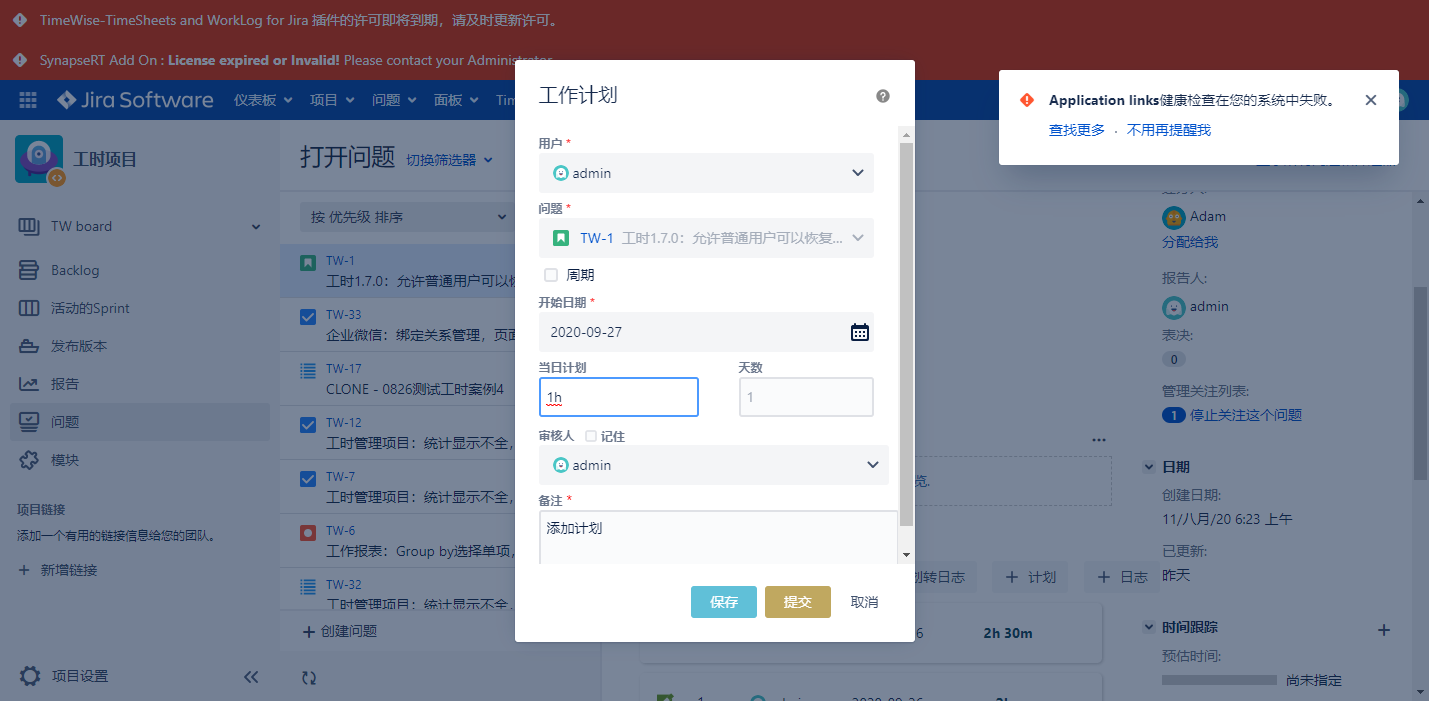 TimeWise-TimeSheets and WorkLog for Jira 插件的许可即将到期，请及时更新许可。
SynapseRT Add On : License expired or Invalid! Please contact your Administrator
Jira Software 仪表板 项目 问题 面板
Application links健康检查在您的系统中失败。
查找更多 · 不用再提醒我
工时项目
TW board
Backlog
活动的Sprint
发布版本
报告
问题
模块
项目链接
添加一个有用的链接信息给您的团队。
+ 新增链接
项目设置
打开问题 切换筛选器
按 优先级 排序
TW-1
工时1.7.0：允许普通用户可以恢
TW-33
企业微信：绑定关系管理，页面
TW-17
CLONE - 0826测试工时案例4
TW-12
工时管理项目：统计显示不全，
TW-7
工时管理项目：统计显示不全，
TW-6
工作报表：Group by选择单项，
TW-32
工时管理项目：统计显示不全，
+ 创建问题
工作计划
用户 *
admin
问题 *
TW-1 工时1.7.0：允许普通用户可以恢复...
周期
开始日期 *
2020-09-27
当日计划 天数
1h 1
审核人 记住
admin
备注 *
添加计划
保存 提交 取消
览.
划转日志 + 计划 + 日志
6 2h 30m
Adam
分配给我
报告人:
admin
表决:
0
管理关注列表:
1 停止关注这个问题
日期
创建日期:
11/八月/20 6:23 上午
已更新:
昨天
时间跟踪 +
预估时间:
尚未指定